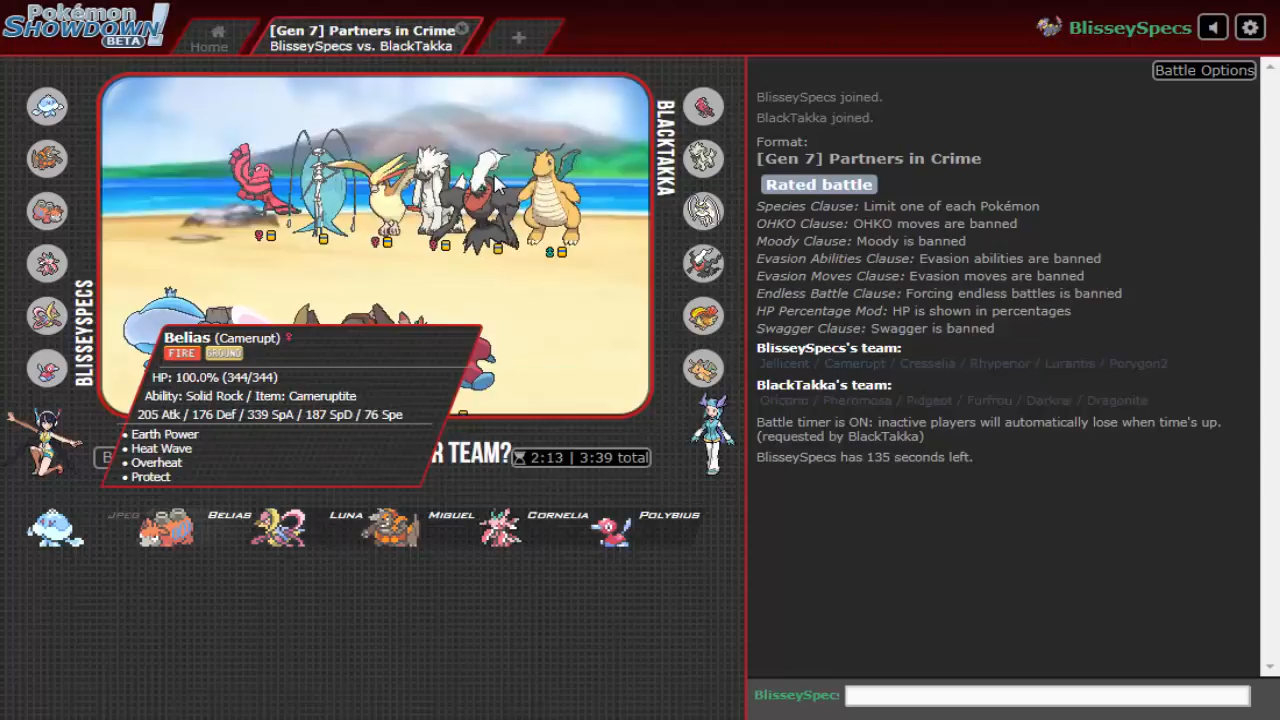 Pokémon
SHOWDOWN!
BETA
Home
[Gen 7] Partners in Crime
BlisseySpecs vs. BlackTakka
BlisseySpecs
Battle Options
BLISSEYSPECS
BLACKTAKKA
Belias (Camerupt) ♀
FIRE GROUND
HP: 100.0% (344/344)
Ability: Solid Rock / Item: Cameruptite
205 Atk / 176 Def / 339 SpA / 187 SpD / 76 Spe
• Earth Power
• Heat Wave
• Overheat
• Protect
R TEAM?
2:13 | 3:39 total
JPEG
BELIAS
LUNA
MIGUEL
CORNELIA
POLYBIUS
BlisseySpecs joined.
BlackTakka joined.
Format:
[Gen 7] Partners in Crime
Rated battle
Species Clause: Limit one of each Pokémon
OHKO Clause: OHKO moves are banned
Moody Clause: Moody is banned
Evasion Abilities Clause: Evasion abilities are banned
Evasion Moves Clause: Evasion moves are banned
Endless Battle Clause: Forcing endless battles is banned
HP Percentage Mod: HP is shown in percentages
Swagger Clause: Swagger is banned
BlisseySpecs's team:
Jellicent / Camerupt / Cresselia / Rhyperior / Lurantis / Porygon2
BlackTakka's team:
Oricorio / Pheromosa / Pidgeot / Furfrou / Darkrai / Dragonite
Battle timer is ON: inactive players will automatically lose when time's up.
(requested by BlackTakka)
BlisseySpecs has 135 seconds left.
BlisseySpec: